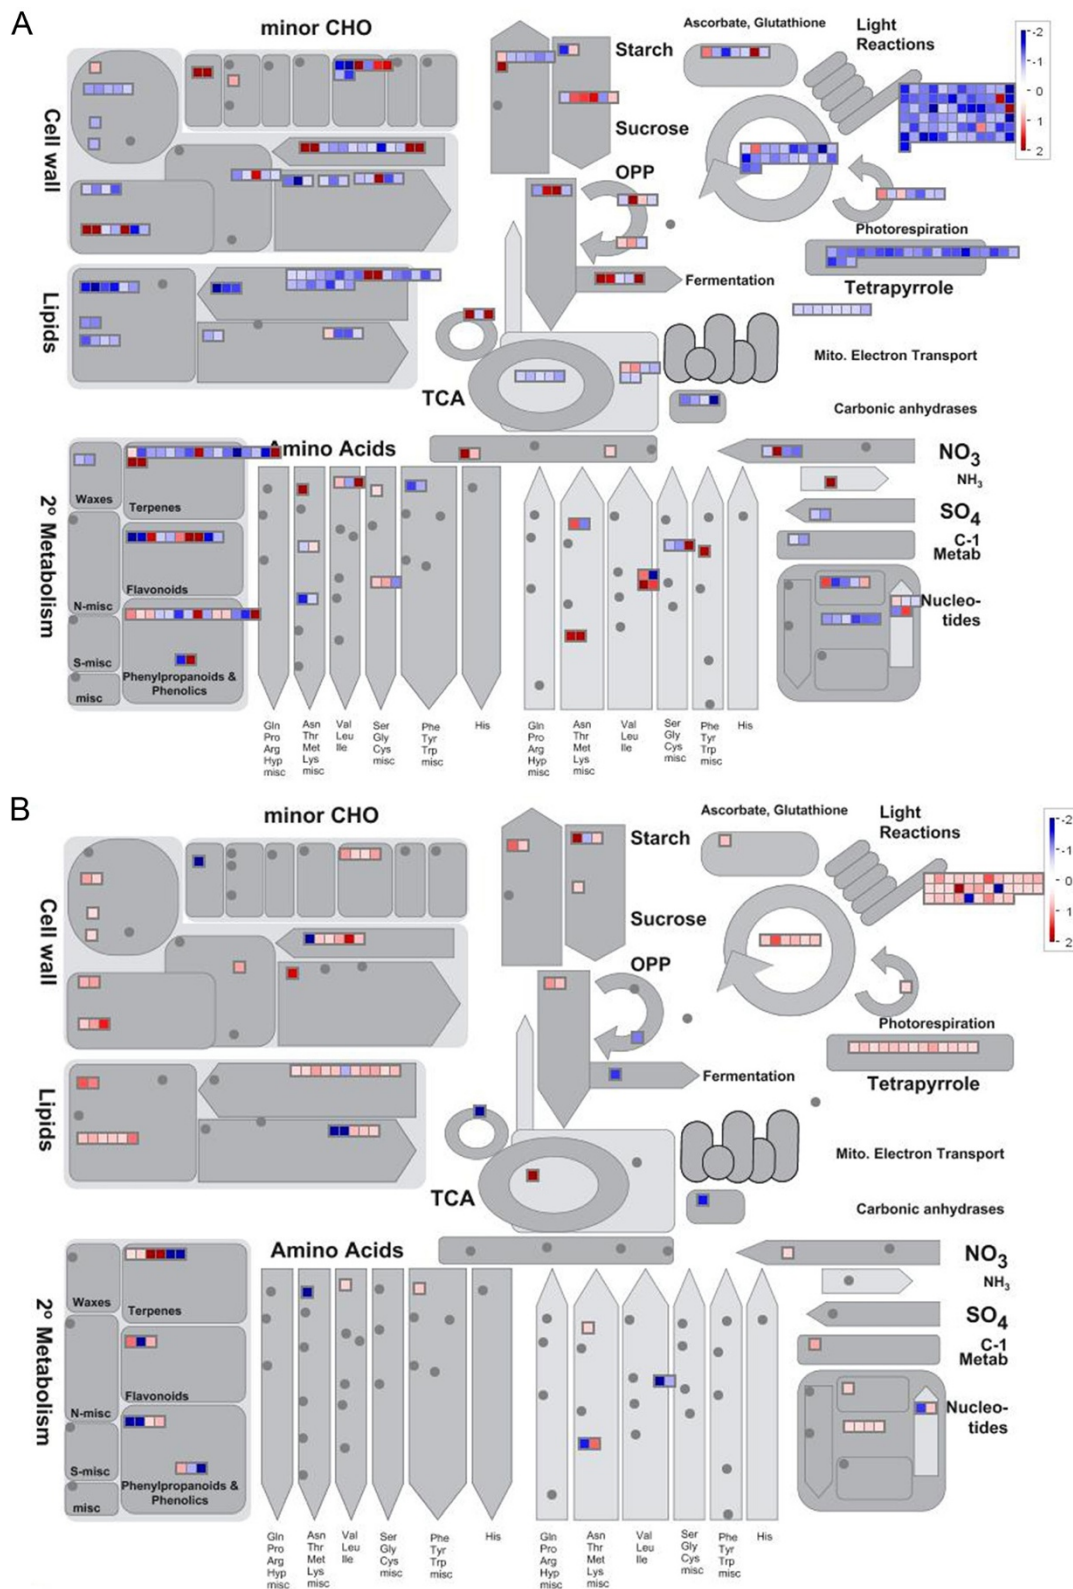 A
minor CHO
Ascorbate, Glutathione
Light
Reactions
-2
-1
0
1
2
Starch
Sucrose
OPP
Cell wall
Photorespiration
Tetrapyrrole
Fermentation
Lipids
Mito. Electron Transport
TCA
Carbonic anhydrases
Amino Acids
NO3
NH3
SO4
C-1
Metab
Nucleo-
tides
2º Metabolism
Waxes
Terpenes
Flavonoids
N-misc
S-misc
misc
Phenylpropanoids &
Phenolics
Gln
Pro
Arg
Hyp
misc
Asn
Thr
Met
Lys
misc
Val
Leu
Ile
Ser
Gly
Cys
misc
Phe
Tyr
Trp
misc
His
Gln
Pro
Arg
Hyp
misc
Asn
Thr
Met
Lys
misc
Val
Leu
Ile
Ser
Gly
Cys
misc
Phe
Tyr
Trp
misc
His
B
minor CHO
Ascorbate, Glutathione
Light
Reactions
-2
-1
0
1
2
Starch
Sucrose
OPP
Cell wall
Photorespiration
Tetrapyrrole
Fermentation
Lipids
Mito. Electron Transport
TCA
Carbonic anhydrases
Amino Acids
NO3
NH3
SO4
C-1
Metab
Nucleo-
tides
2º Metabolism
Waxes
Terpenes
Flavonoids
N-misc
S-misc
misc
Phenylpropanoids &
Phenolics
Gln
Pro
Arg
Hyp
misc
Asn
Thr
Met
Lys
misc
Val
Leu
Ile
Ser
Gly
Cys
misc
Phe
Tyr
Trp
misc
His
Gln
Pro
Arg
Hyp
misc
Asn
Thr
Met
Lys
misc
Val
Leu
Ile
Ser
Gly
Cys
misc
Phe
Tyr
Trp
misc
His